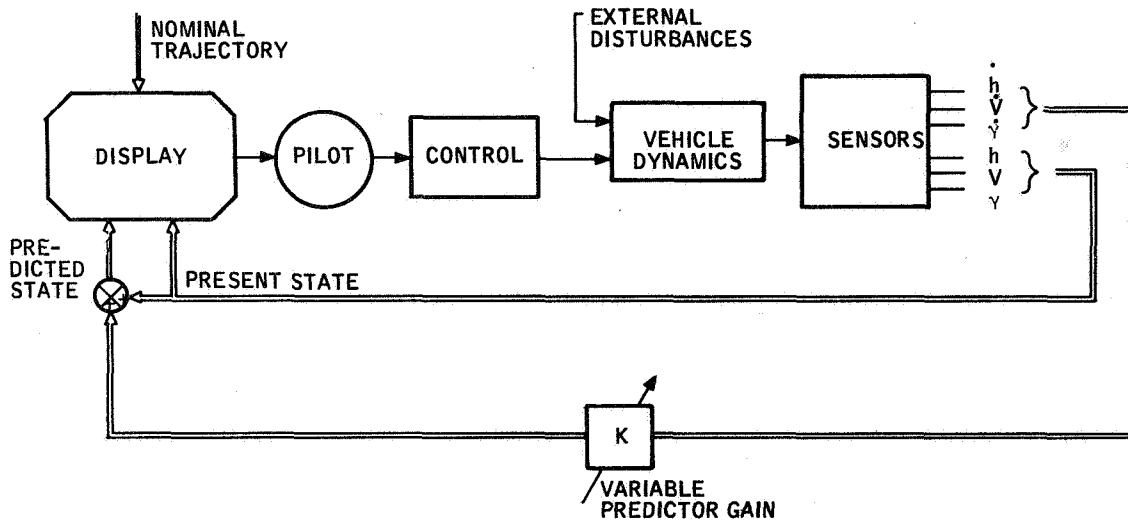 NOMINAL
TRAJECTORY
EXTERNAL
DISTURBANCES
DISPLAY
PILOT
CONTROL
VEHICLE
DYNAMICS
SENSORS
ḣ
V̇
γ̇
h
V
γ
PRE-
DICTED
STATE
PRESENT STATE
K
VARIABLE
PREDICTOR GAIN